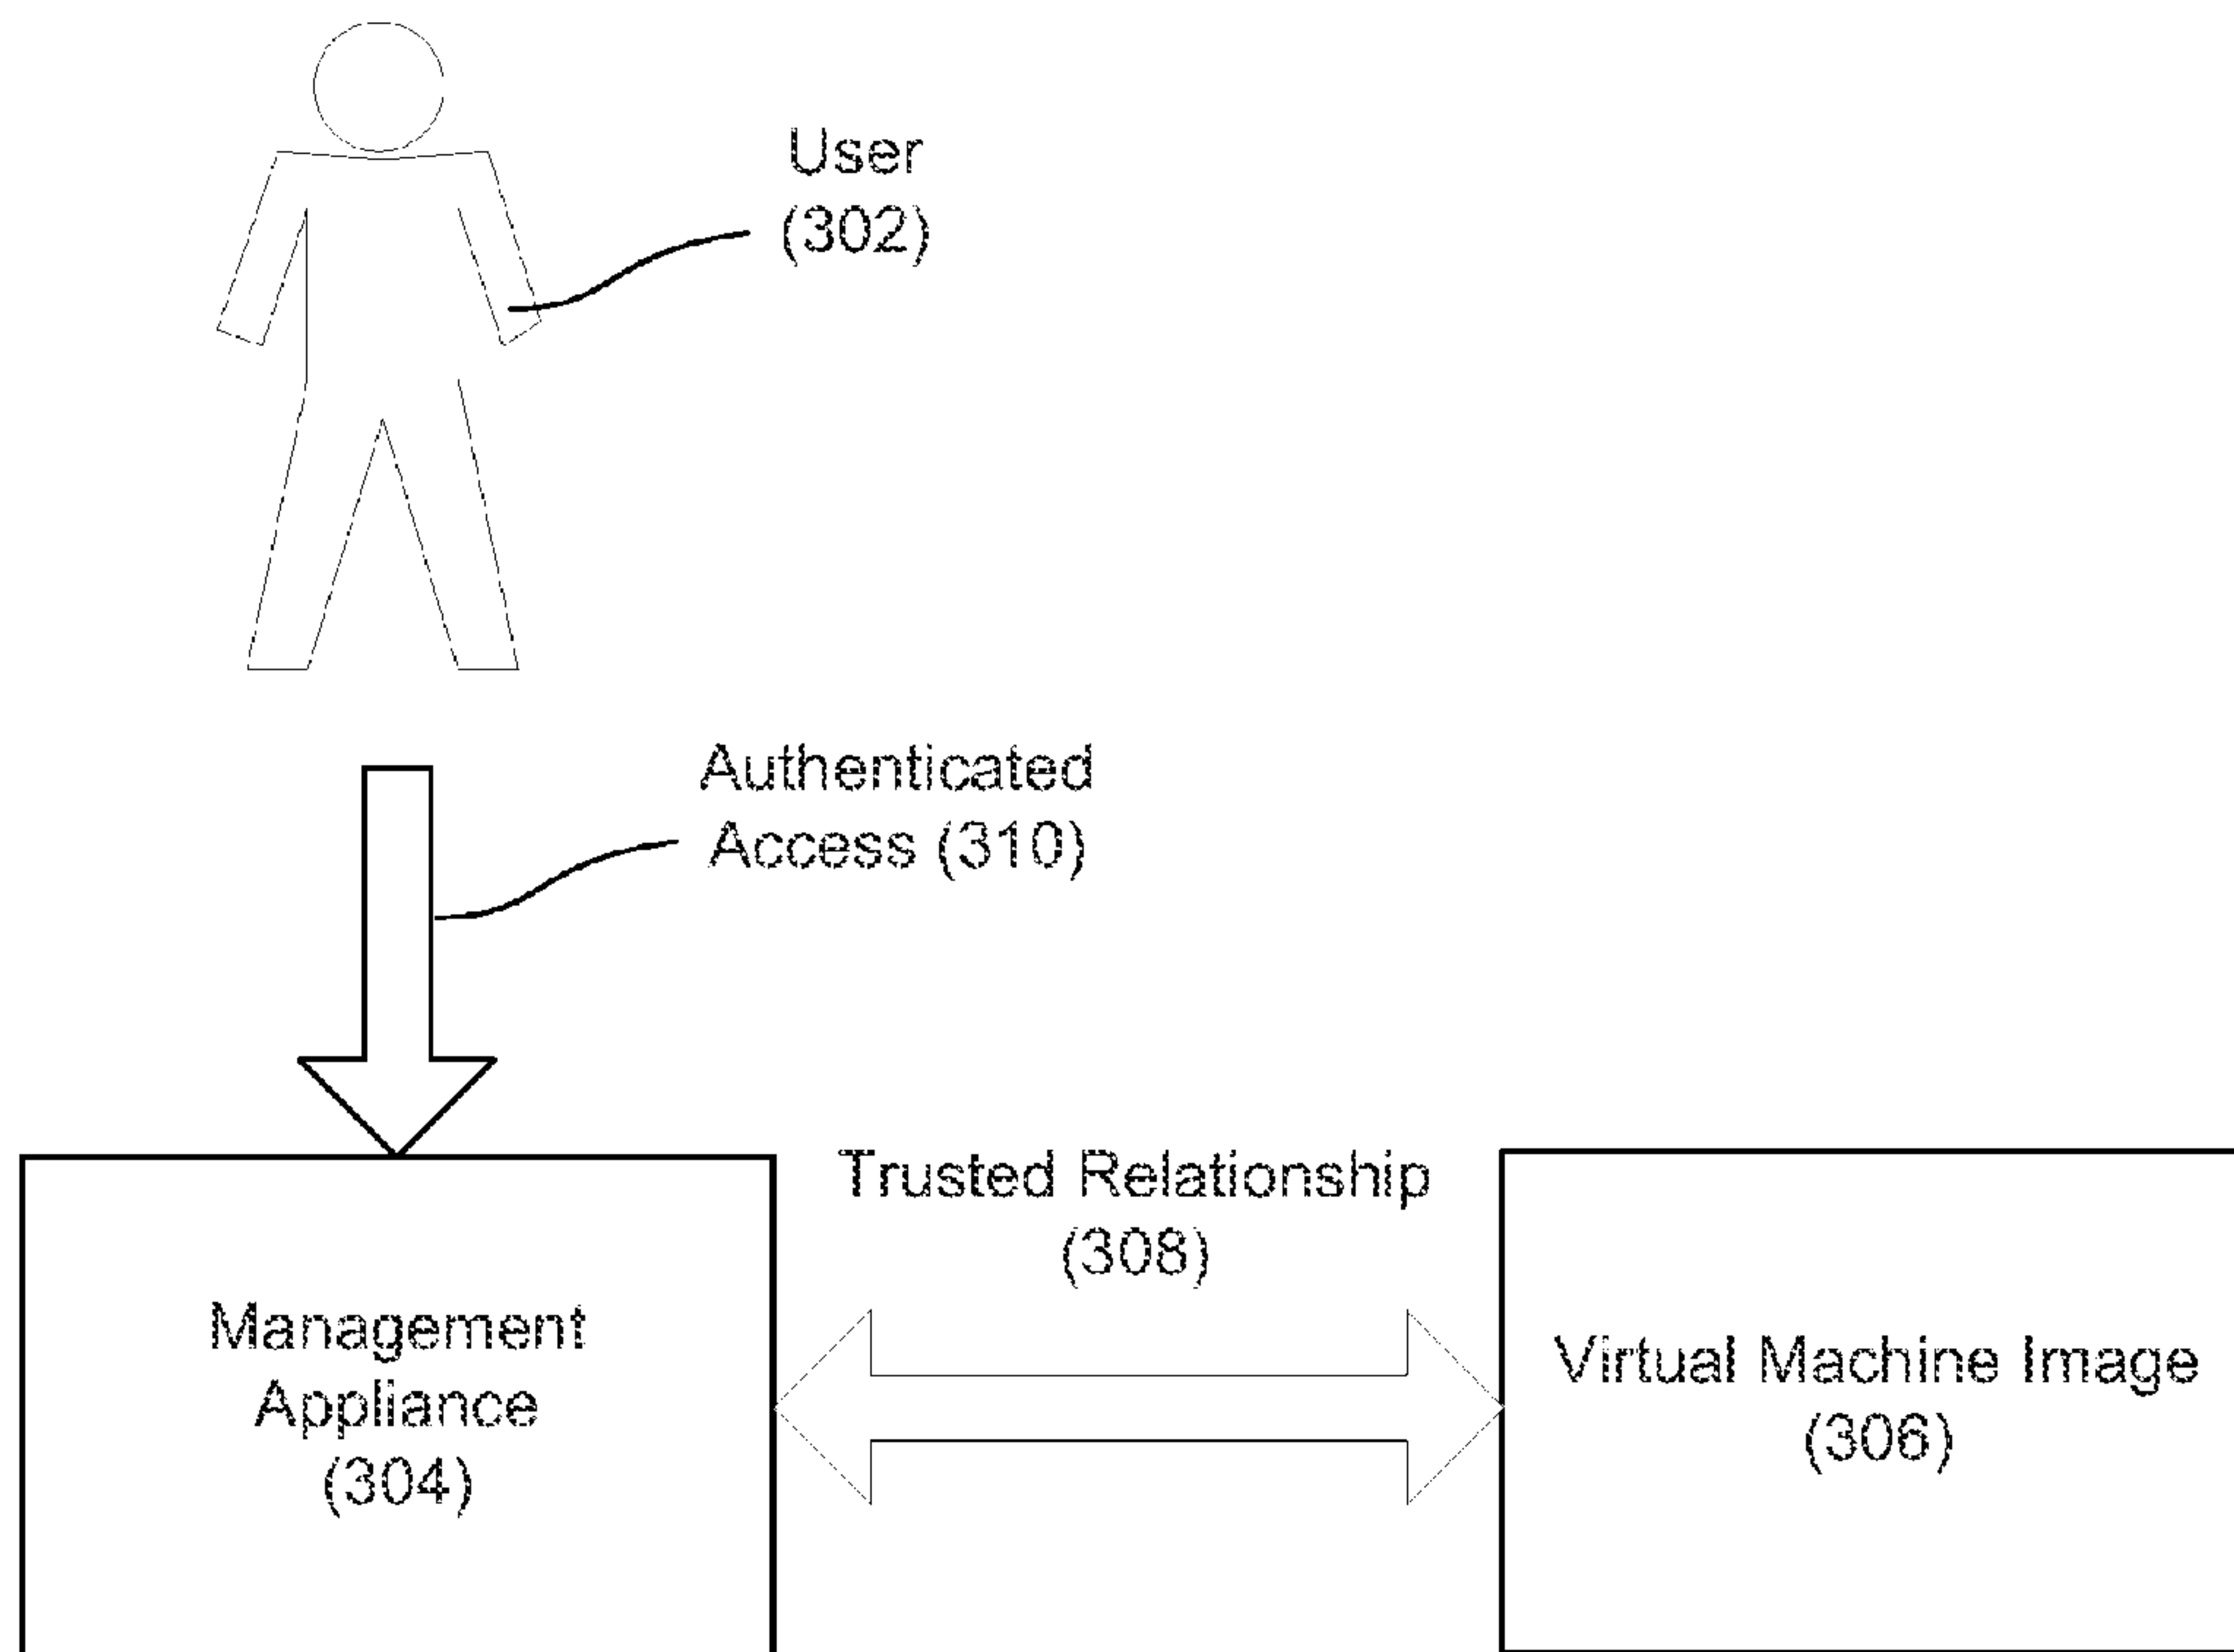 User
(302)
Authenticated
Access (310)
Trusted Relationship
(308)
Management
Appliance
(304)
Virtual Machine Image
(306)